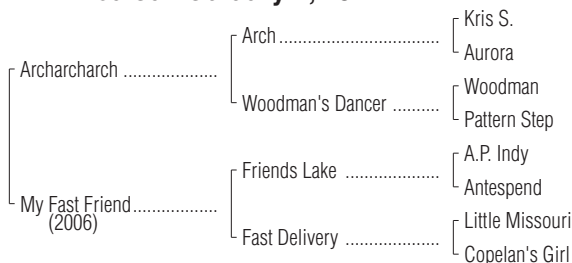 Kris S.
Arch ........................................
Aurora
Archarcharch .......................
Woodman
Woodman's Dancer ............
Pattern Step
A.P. Indy
Friends Lake ........................
Antespend
My Fast Friend.....................
(2006)
Little Missouri
Fast Delivery ........................
Copelan's Girl